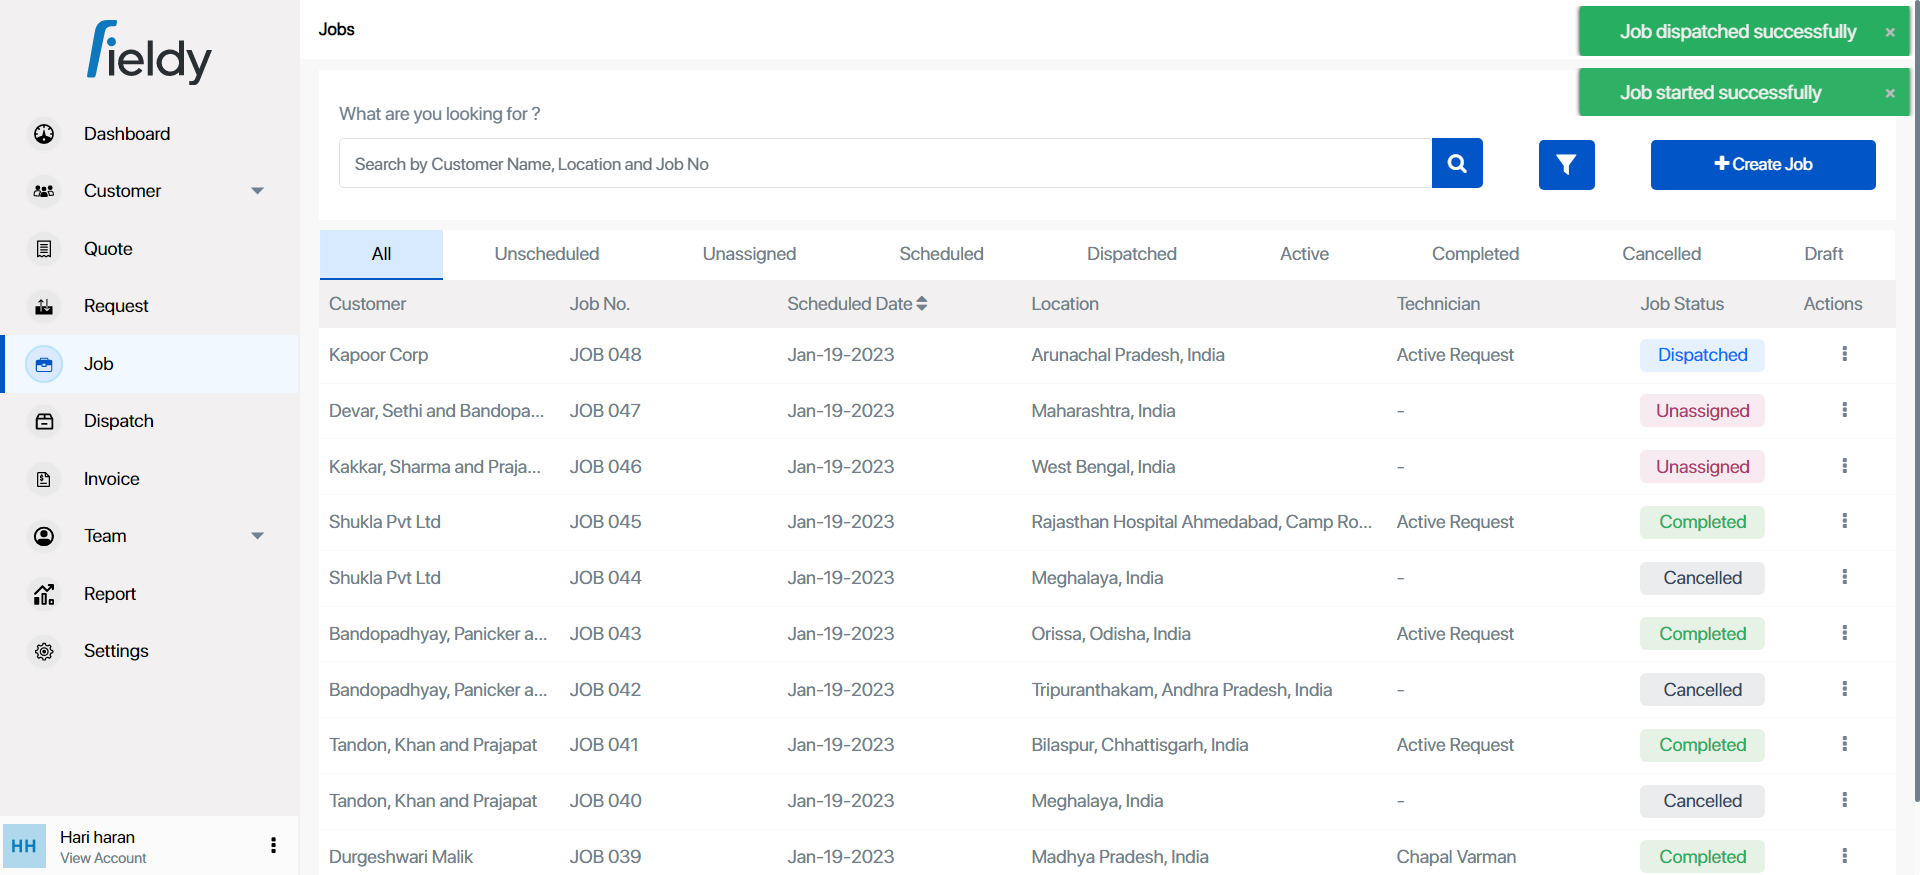 fieldy
Jobs
Job dispatched successfully ×
Job started successfully ×
Dashboard
Customer
Quote
Request
Job
Dispatch
Invoice
Team
Report
Settings
HH
Hari haran
View Account
What are you looking for ?
Search by Customer Name, Location and Job No
Create Job
All Unscheduled Unassigned Scheduled Dispatched Active Completed Cancelled Draft
Customer Job No. Scheduled Date Location Technician Job Status Actions
Kapoor Corp JOB 048 Jan-19-2023 Arunachal Pradesh, India Active Request Dispatched
Devar, Sethi and Bandopa... JOB 047 Jan-19-2023 Maharashtra, India - Unassigned
Kakkar, Sharma and Praja... JOB 046 Jan-19-2023 West Bengal, India - Unassigned
Shukla Pvt Ltd JOB 045 Jan-19-2023 Rajasthan Hospital Ahmedabad, Camp Ro... Active Request Completed
Shukla Pvt Ltd JOB 044 Jan-19-2023 Meghalaya, India - Cancelled
Bandopadhyay, Panicker a... JOB 043 Jan-19-2023 Orissa, Odisha, India Active Request Completed
Bandopadhyay, Panicker a... JOB 042 Jan-19-2023 Tripuranthakam, Andhra Pradesh, India - Cancelled
Tandon, Khan and Prajapat JOB 041 Jan-19-2023 Bilaspur, Chhattisgarh, India Active Request Completed
Tandon, Khan and Prajapat JOB 040 Jan-19-2023 Meghalaya, India - Cancelled
Durgeshwari Malik JOB 039 Jan-19-2023 Madhya Pradesh, India Chapal Varman Completed